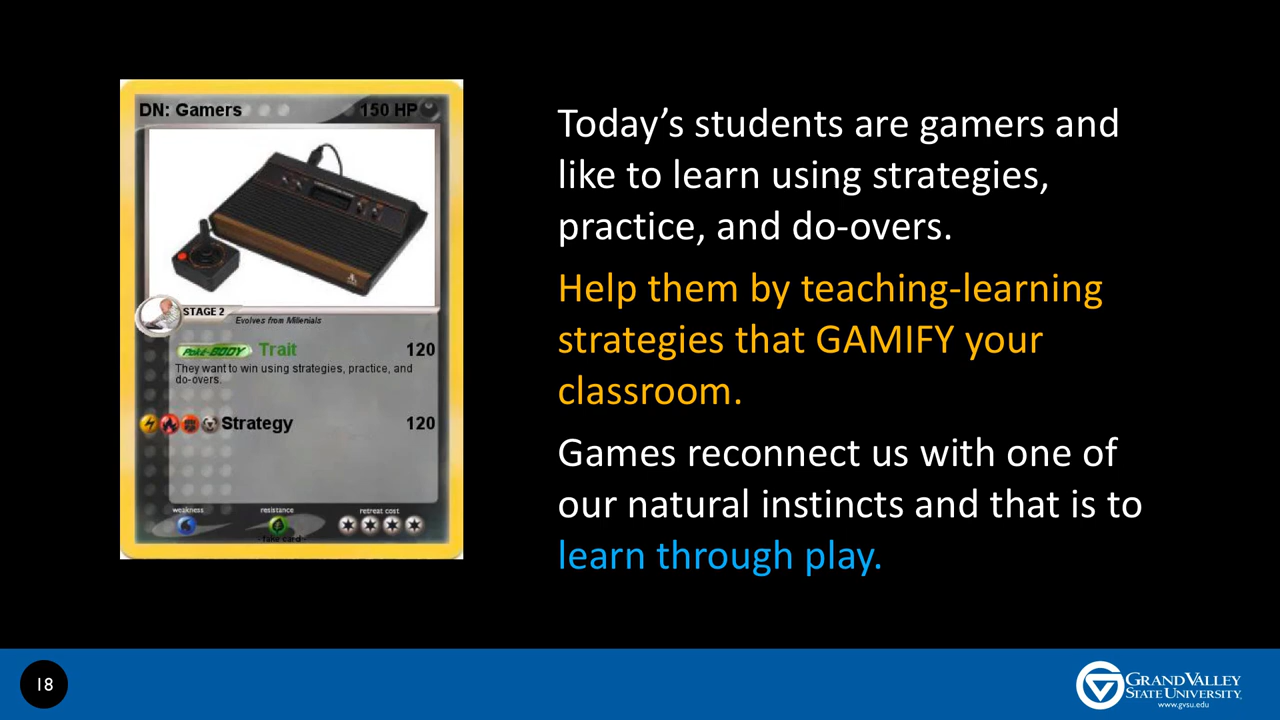 DN: Gamers 150 HP
STAGE 2
Evolves from Millenials
Poké-BODY Trait 120
They want to win using strategies, practice, and
do-overs.
Strategy 120
weakness resistance retreat cost
- fake card -
Today's students are gamers and
like to learn using strategies,
practice, and do-overs.
Help them by teaching-learning
strategies that GAMIFY your
classroom.
Games reconnect us with one of
our natural instincts and that is to
learn through play.
18
GRAND VALLEY
STATE UNIVERSITY.
www.gvsu.edu